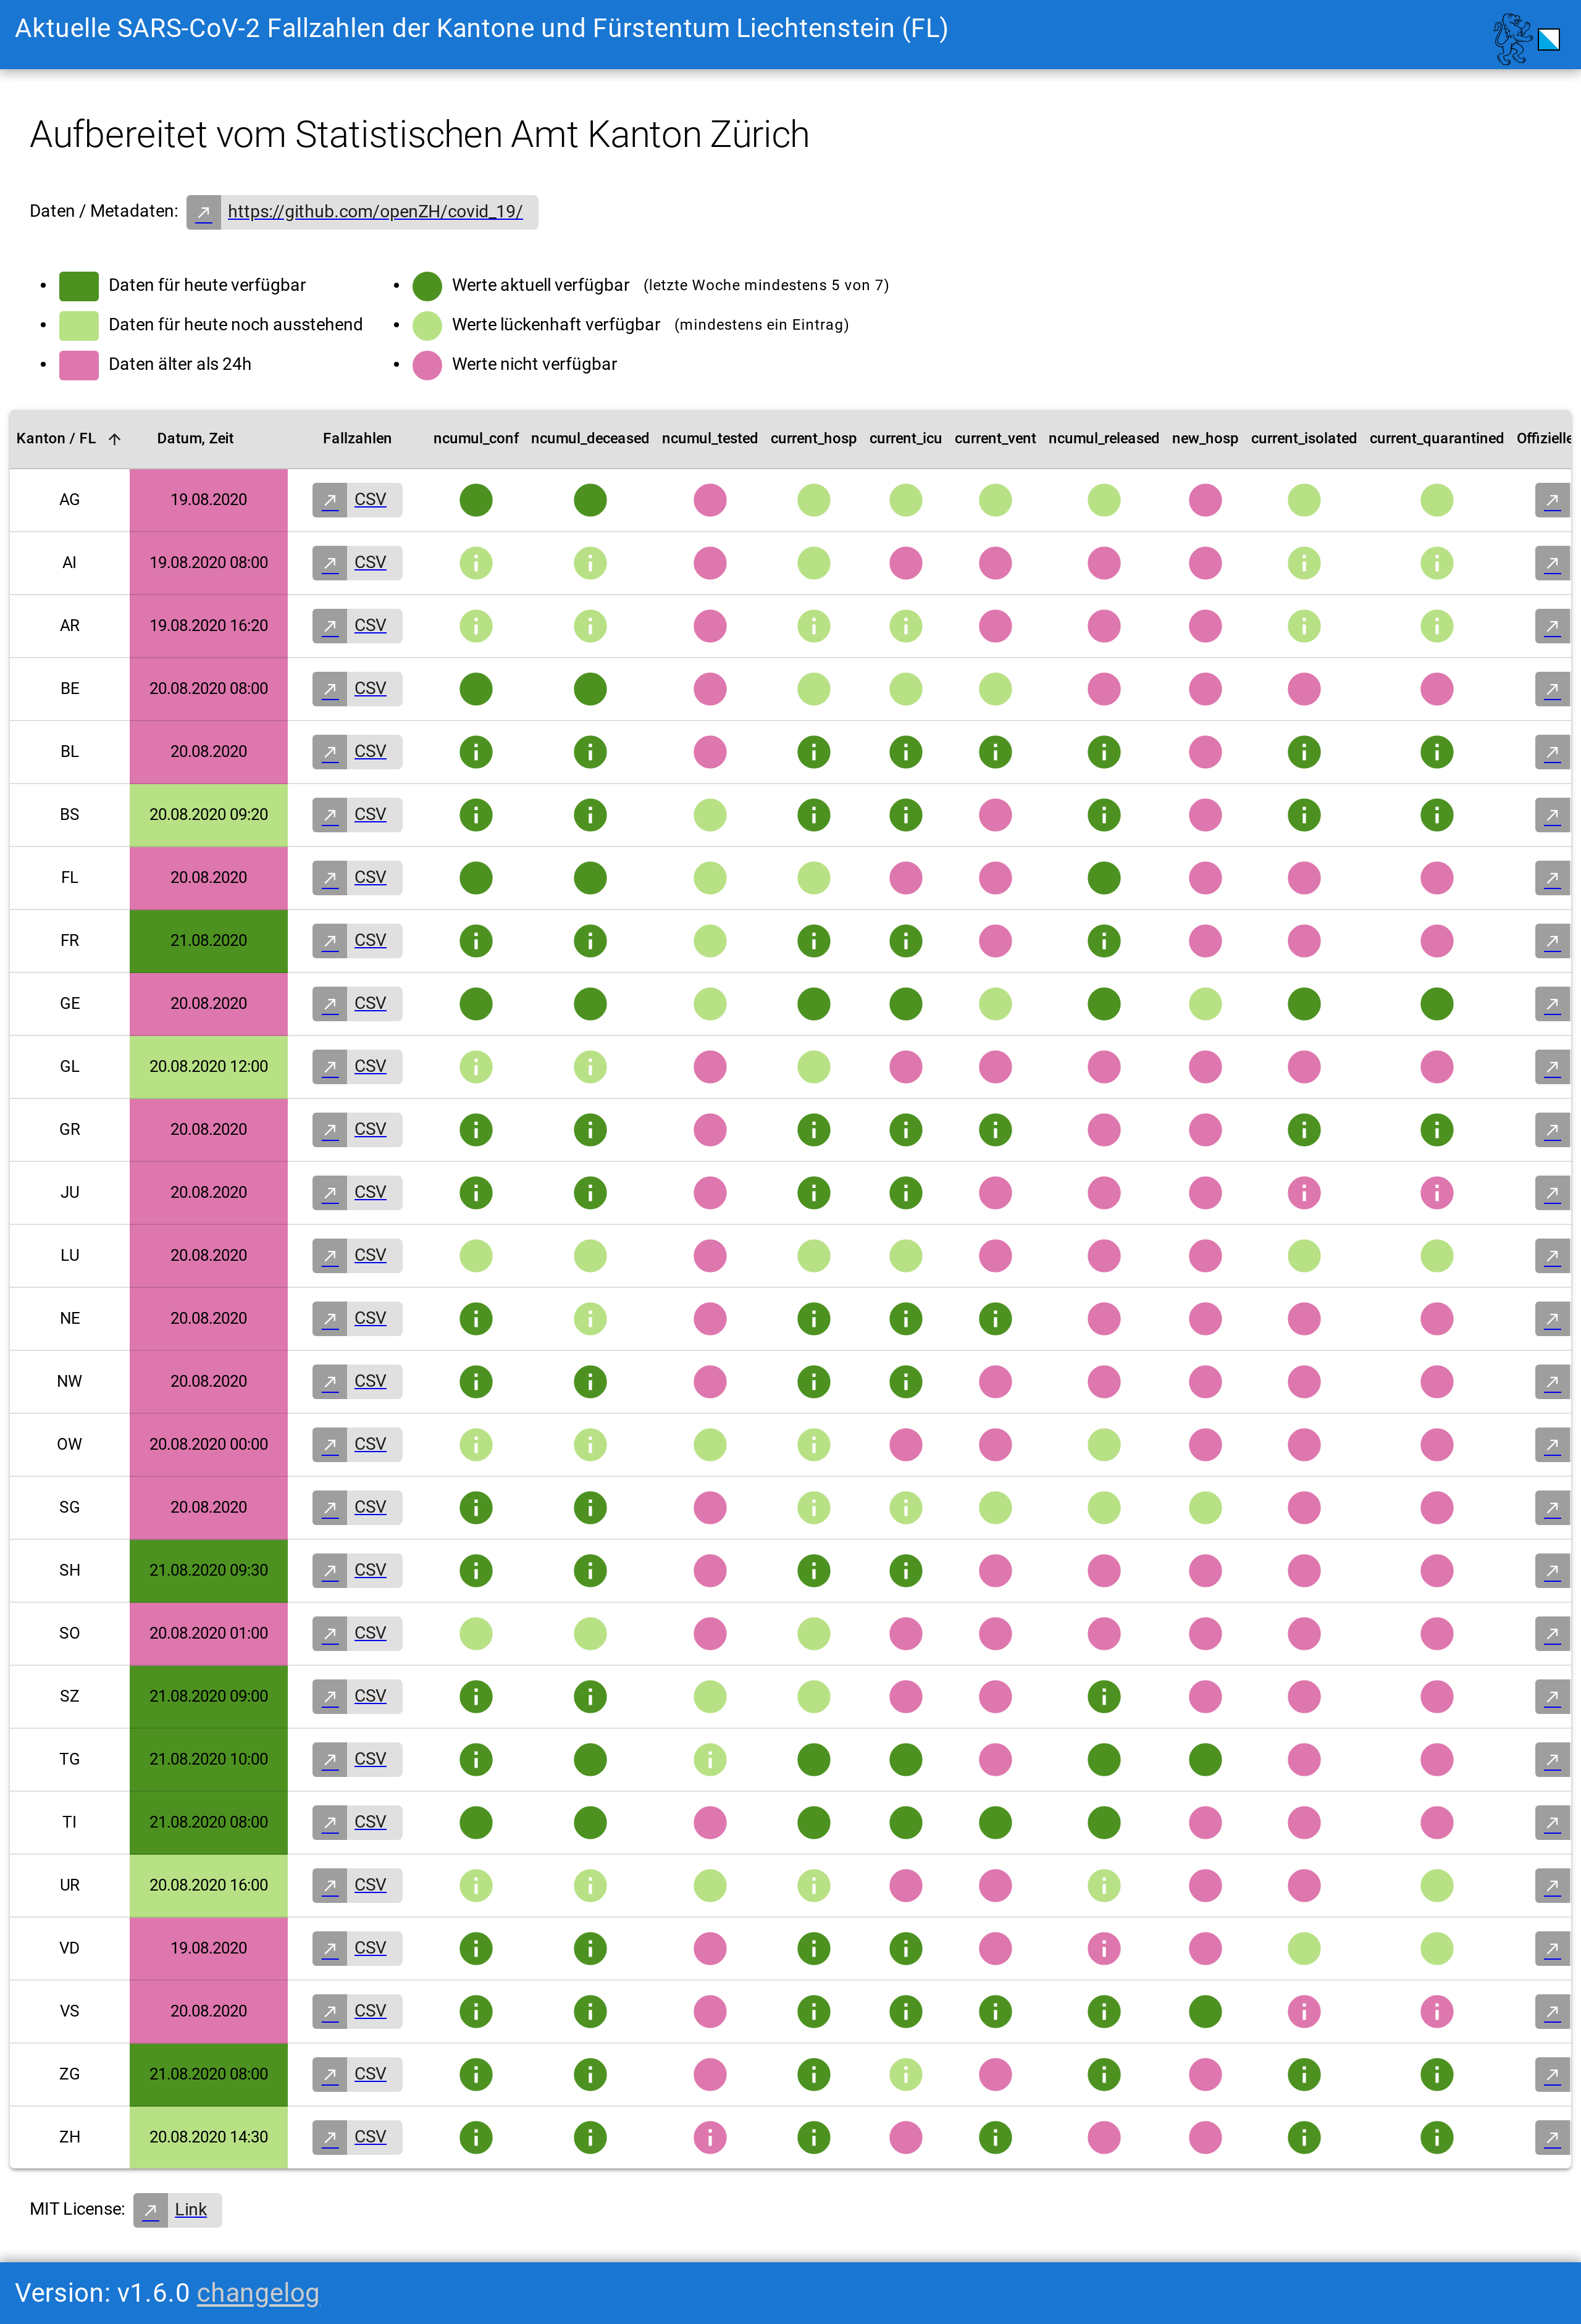 Aktuelle SARS-CoV-2 Fallzahlen der Kantone und Fürstentum Liechtenstein (FL)
Aufbereitet vom Statistischen Amt Kanton Zürich
Daten / Metadaten: https://github.com/openZH/covid_19/
Daten für heute verfügbar
Daten für heute noch ausstehend
Daten älter als 24h
Werte aktuell verfügbar (letzte Woche mindestens 5 von 7)
Werte lückenhaft verfügbar (mindestens ein Eintrag)
Werte nicht verfügbar
Kanton / FL Datum, Zeit Fallzahlen ncumul_conf ncumul_deceased ncumul_tested current_hosp current_icu current_vent ncumul_released new_hosp current_isolated current_quarantined Offizielle
AG 19.08.2020 CSV
AI 19.08.2020 08:00 CSV
AR 19.08.2020 16:20 CSV
BE 20.08.2020 08:00 CSV
BL 20.08.2020 CSV
BS 20.08.2020 09:20 CSV
FL 20.08.2020 CSV
FR 21.08.2020 CSV
GE 20.08.2020 CSV
GL 20.08.2020 12:00 CSV
GR 20.08.2020 CSV
JU 20.08.2020 CSV
LU 20.08.2020 CSV
NE 20.08.2020 CSV
NW 20.08.2020 CSV
OW 20.08.2020 00:00 CSV
SG 20.08.2020 CSV
SH 21.08.2020 09:30 CSV
SO 20.08.2020 01:00 CSV
SZ 21.08.2020 09:00 CSV
TG 21.08.2020 10:00 CSV
TI 21.08.2020 08:00 CSV
UR 20.08.2020 16:00 CSV
VD 19.08.2020 CSV
VS 20.08.2020 CSV
ZG 21.08.2020 08:00 CSV
ZH 20.08.2020 14:30 CSV
MIT License: Link
Version: v1.6.0 changelog